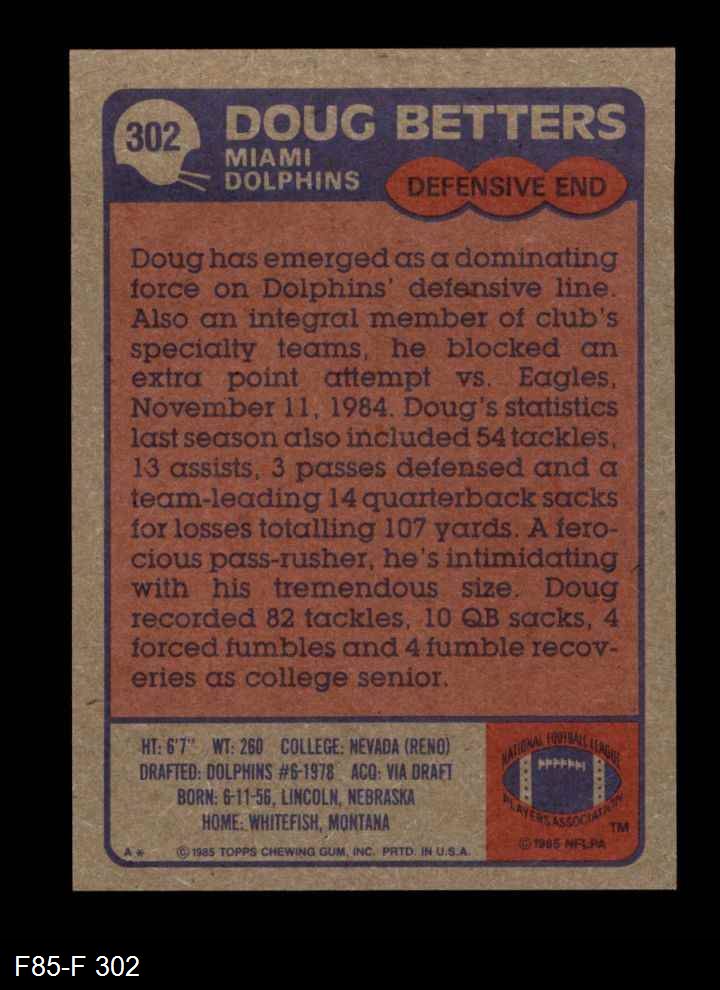 302
DOUG BETTERS
MIAMI
DOLPHINS
DEFENSIVE END
Doug has emerged as a dominating
force on Dolphins' defensive line.
Also an integral member of club's
specialty teams, he blocked an
extra point attempt vs. Eagles,
November 11, 1984. Doug's statistics
last season also included 54 tackles,
13 assists, 3 passes defensed and a
team-leading 14 quarterback sacks
for losses totalling 107 yards. A fero-
cious pass-rusher, he's intimidating
with his tremendous size. Doug
recorded 82 tackles, 10 QB sacks, 4
forced fumbles and 4 fumble recov-
eries as college senior.
HT: 6'7" WT: 260 COLLEGE: NEVADA (RENO)
DRAFTED: DOLPHINS #6-1978 ACQ: VIA DRAFT
BORN: 6-11-56, LINCOLN, NEBRASKA
HOME: WHITEFISH, MONTANA
A* © 1985 TOPPS CHEWING GUM, INC. PRTD. IN U.S.A.
NATIONAL FOOTBALL LEAGUE
PLAYERS ASSOCIATION
TM
© 1985 NFLPA
F85-F 302